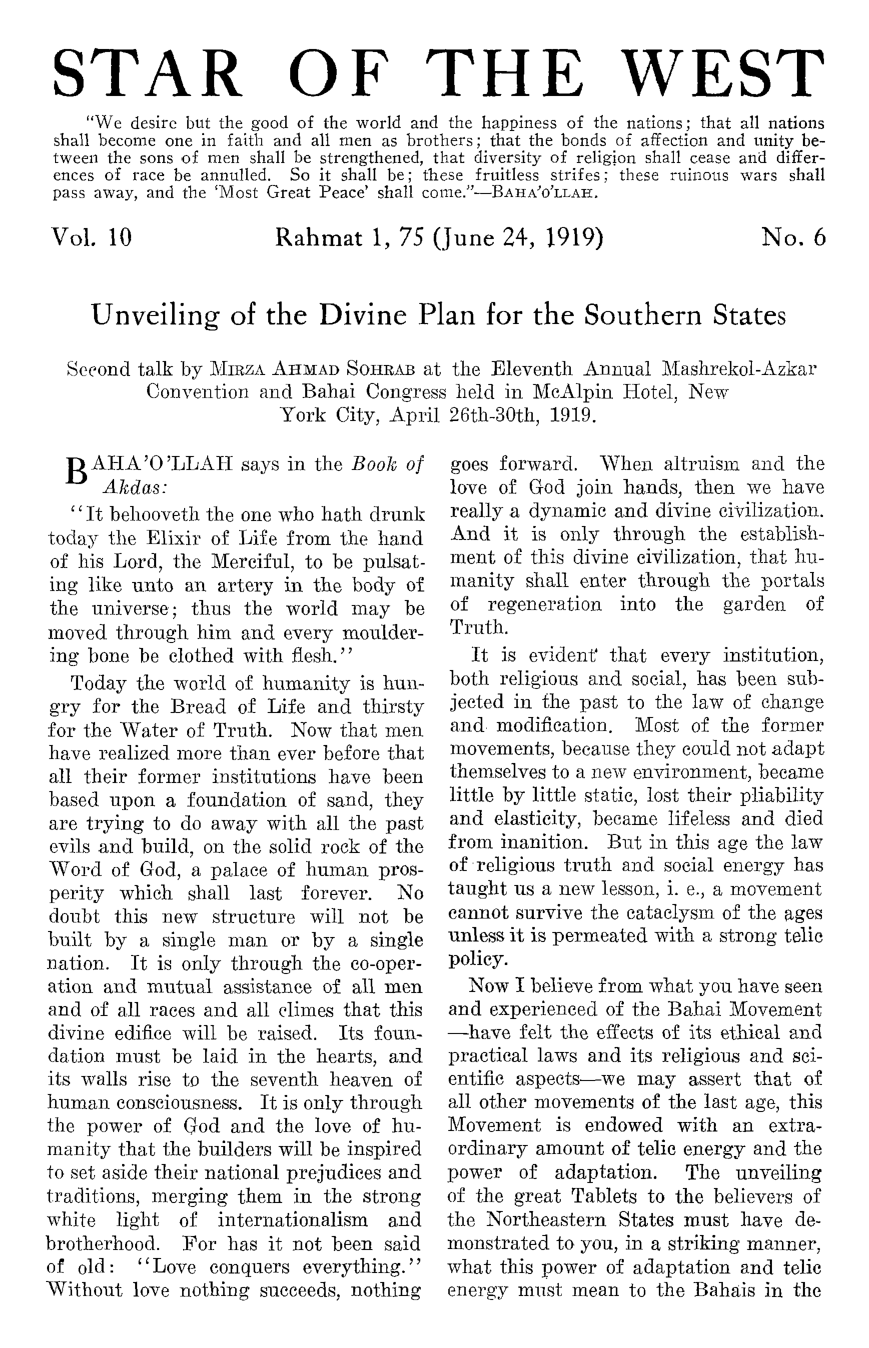 STAR OF THE WEST
"We desire but the good of the world and the happiness of the nations; that all nations
shall become one in faith and all men as brothers; that the bonds of affection and unity be-
tween the sons of men shall be strengthened, that diversity of religion shall cease and differ-
ences of race be annulled. So it shall be; these fruitless strifes; these ruinous wars shall
pass away, and the 'Most Great Peace' shall come."—BAHA'O'LLAH.
Vol. 10 Rahmat 1, 75 (June 24, 1919) No. 6
Unveiling of the Divine Plan for the Southern States
Second talk by MIRZA AHMAD SOHRAB at the Eleventh Annual Mashrekol-Azkar
Convention and Bahai Congress held in McAlpin Hotel, New
York City, April 26th-30th, 1919.
BAHA'O'LLAH says in the Book of
Akdas:
"It behooveth the one who hath drunk
today the Elixir of Life from the hand
of his Lord, the Merciful, to be pulsat-
ing like unto an artery in the body of
the universe; thus the world may be
moved through him and every moulder-
ing bone be clothed with flesh."
Today the world of humanity is hun-
gry for the Bread of Life and thirsty
for the Water of Truth. Now that men
have realized more than ever before that
all their former institutions have been
based upon a foundation of sand, they
are trying to do away with all the past
evils and build, on the solid rock of the
Word of God, a palace of human pros-
perity which shall last forever. No
doubt this new structure will not be
built by a single man or by a single
nation. It is only through the co-oper-
ation and mutual assistance of all men
and of all races and all climes that this
divine edifice will be raised. Its foun-
dation must be laid in the hearts, and
its walls rise to the seventh heaven of
human consciousness. It is only through
the power of God and the love of hu-
manity that the builders will be inspired
to set aside their national prejudices and
traditions, merging them in the strong
white light of internationalism and
brotherhood. For has it not been said
of old: "Love conquers everything."
Without love nothing succeeds, nothing
goes forward. When altruism and the
love of God join hands, then we have
really a dynamic and divine civilization.
And it is only through the establish-
ment of this divine civilization, that hu-
manity shall enter through the portals
of regeneration into the garden of
Truth.
It is evident that every institution,
both religious and social, has been sub-
jected in the past to the law of change
and modification. Most of the former
movements, because they could not adapt
themselves to a new environment, became
little by little static, lost their pliability
and elasticity, became lifeless and died
from inanition. But in this age the law
of religious truth and social energy has
taught us a new lesson, i. e., a movement
cannot survive the cataclysm of the ages
unless it is permeated with a strong telic
policy.
Now I believe from what you have seen
and experienced of the Bahai Movement
—have felt the effects of its ethical and
practical laws and its religious and sci-
entific aspects—we may assert that of
all other movements of the last age, this
Movement is endowed with an extra-
ordinary amount of telic energy and the
power of adaptation. The unveiling
of the great Tablets to the believers of
the Northeastern States must have de-
monstrated to you, in a striking manner,
what this power of adaptation and telic
energy must mean to the Bahais in the